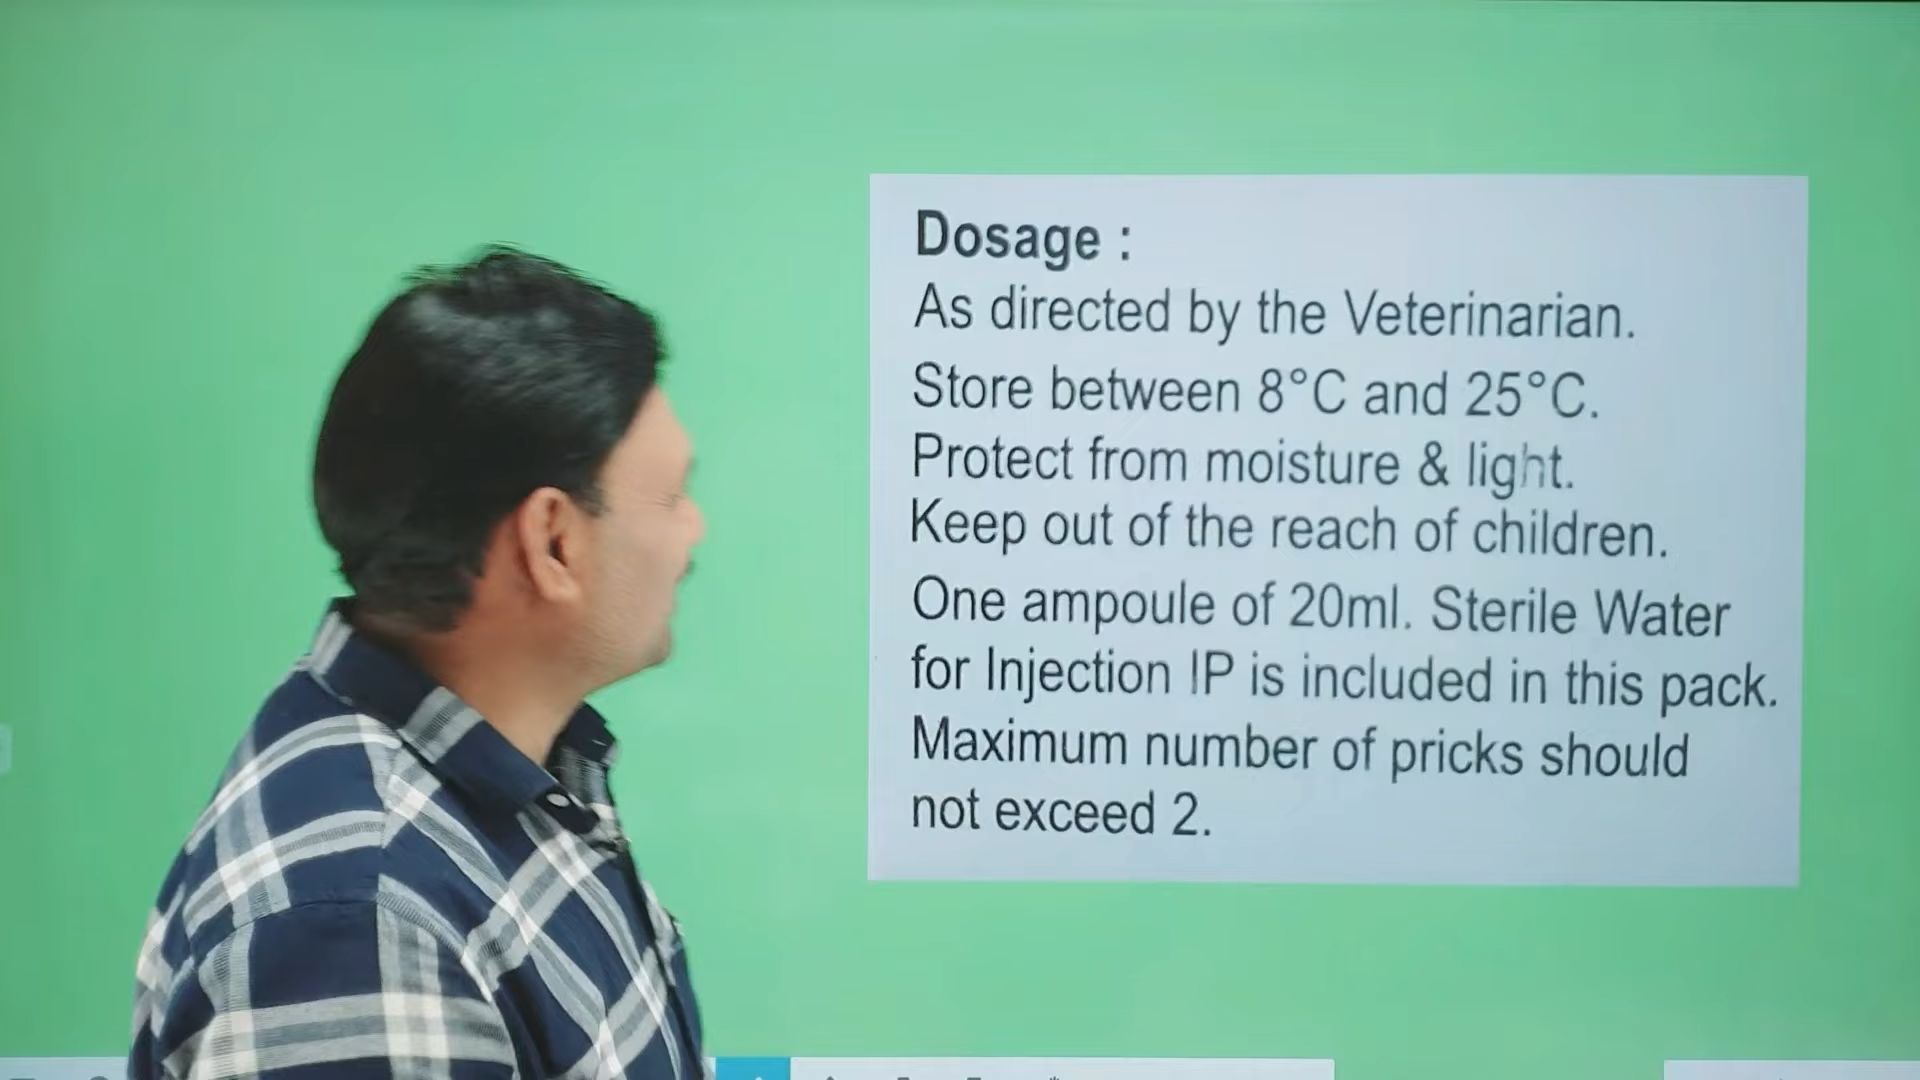 Dosage :
As directed by the Veterinarian.
Store between 8°C and 25°C.
Protect from moisture & light.
Keep out of the reach of children.
One ampoule of 20ml. Sterile Water
for Injection IP is included in this pack.
Maximum number of pricks should
not exceed 2.